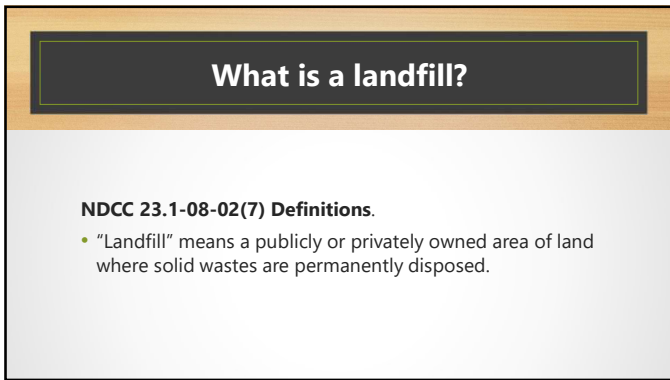 What is a landfill?
NDCC 23.1-08-02(7) Definitions.
• “Landfill” means a publicly or privately owned area of land
where solid wastes are permanently disposed.